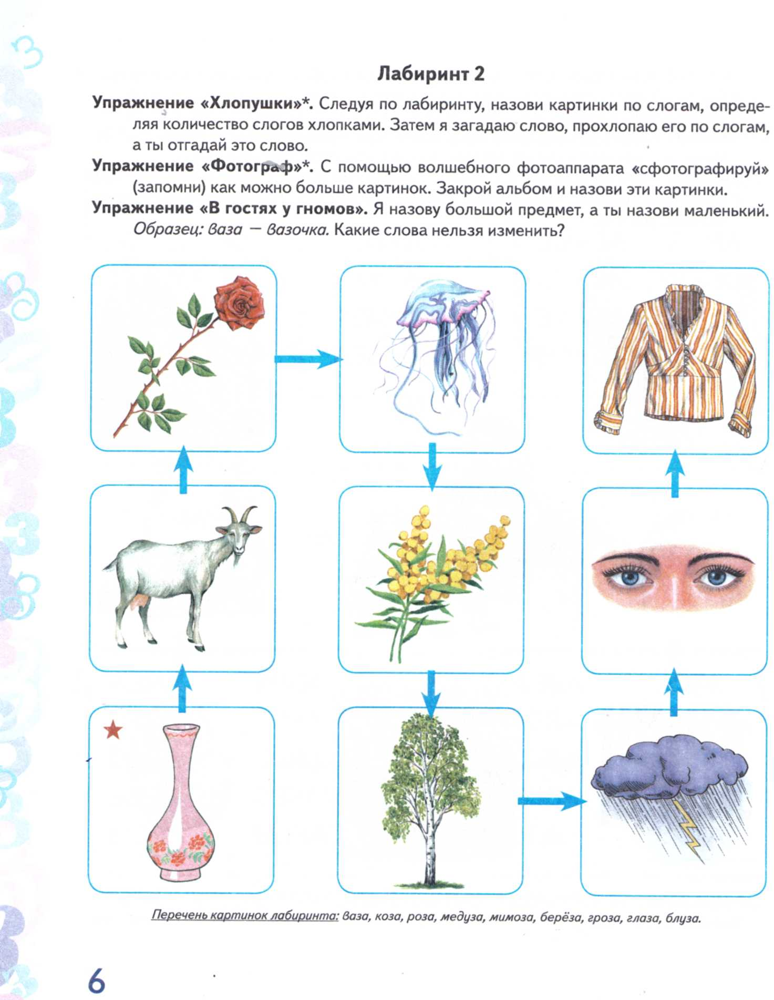 Лабиринт 2
Упражнение «Хлопушки»*. Следуя по лабиринту, назови картинки по слогам, опреде-
ляя количество слогов хлопками. Затем я загадаю слово, прохлопаю его по слогам,
а ты отгадай это слово.
Упражнение «Фотограф»*. С помощью волшебного фотоаппарата «сфотографируй»
(запомни) как можно больше картинок. Закрой альбом и назови эти картинки.
Упражнение «В гостях у гномов». Я назову большой предмет, а ты назови маленький.
Образец: ваза — вазочка. Какие слова нельзя изменить?
Перечень картинок лабиринта: ваза, коза, роза, медуза, мимоза, берёза, гроза, глаза, блуза.
6